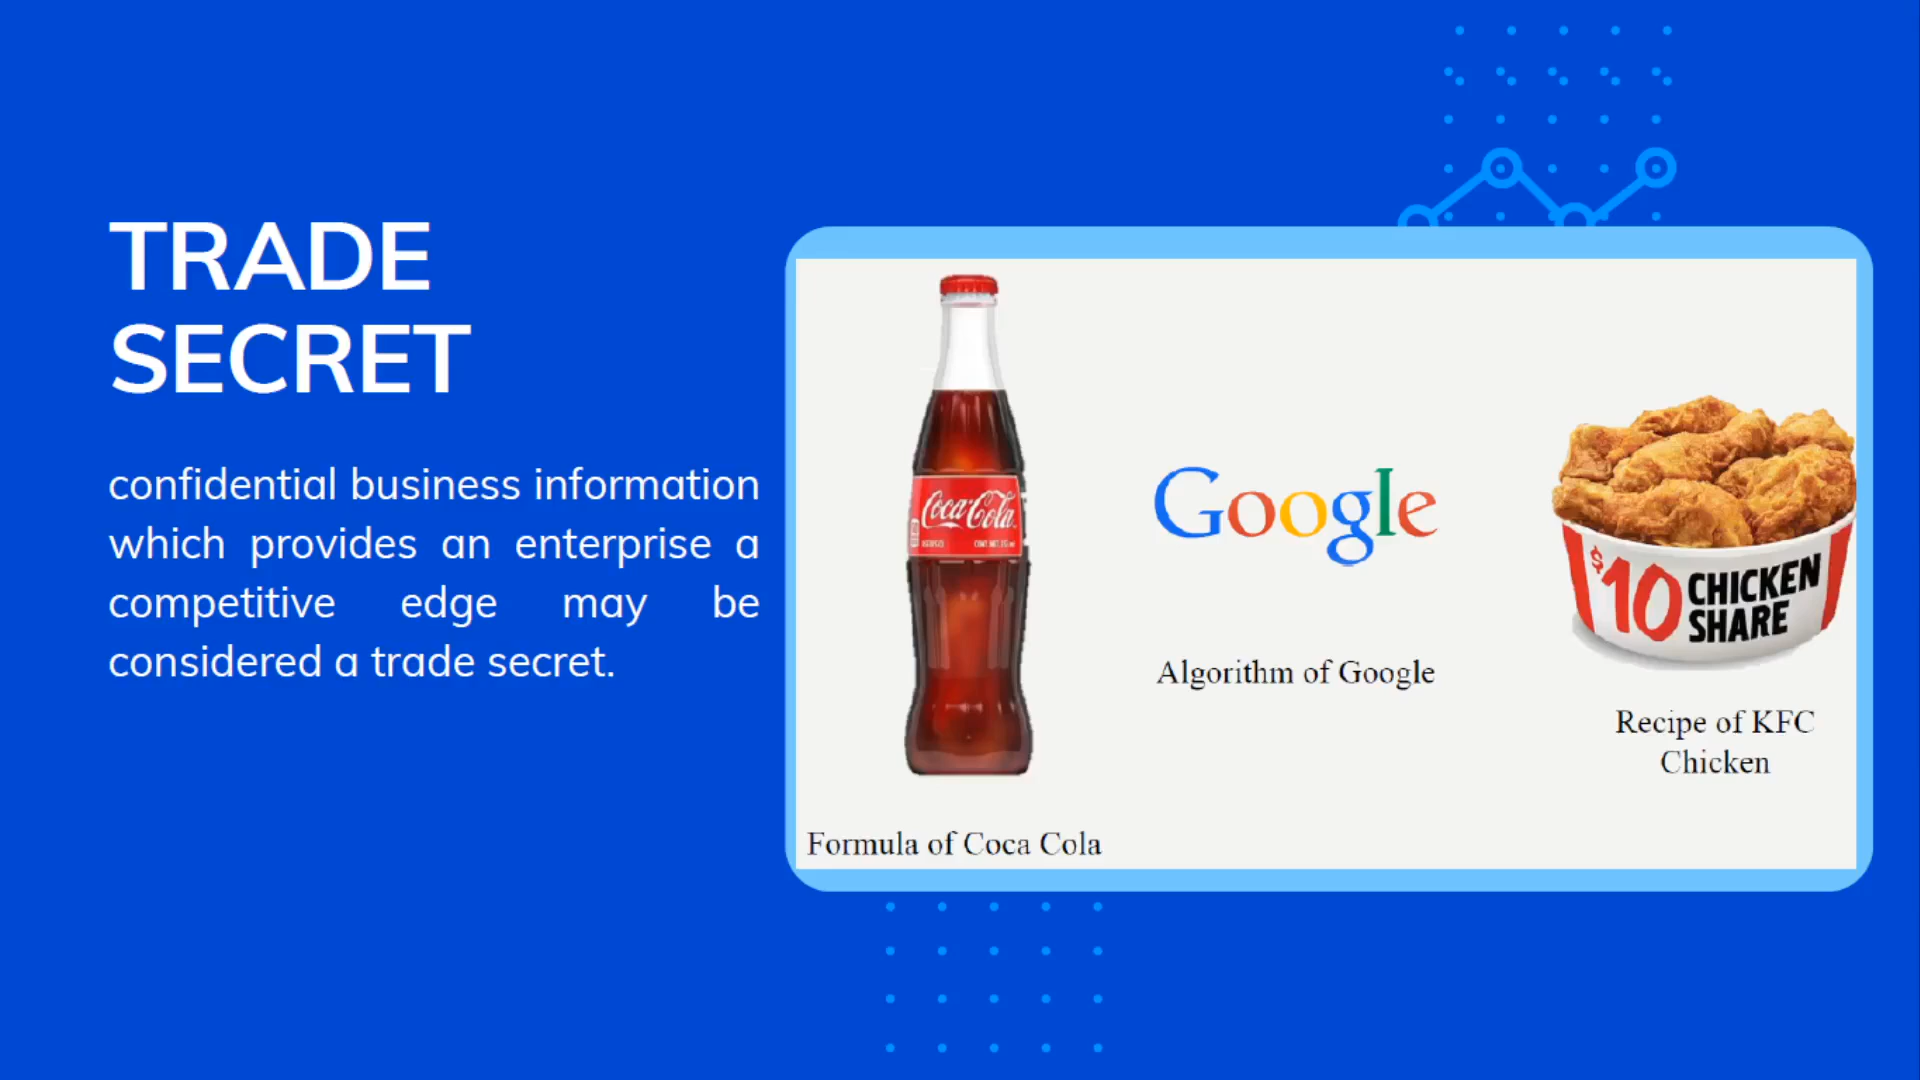 TRADE
SECRET
confidential business information
which provides an enterprise a
competitive edge may be
considered a trade secret.
Coca-Cola
Formula of Coca Cola
Google
Algorithm of Google
$10 CHICKEN
SHARE
Recipe of KFC
Chicken